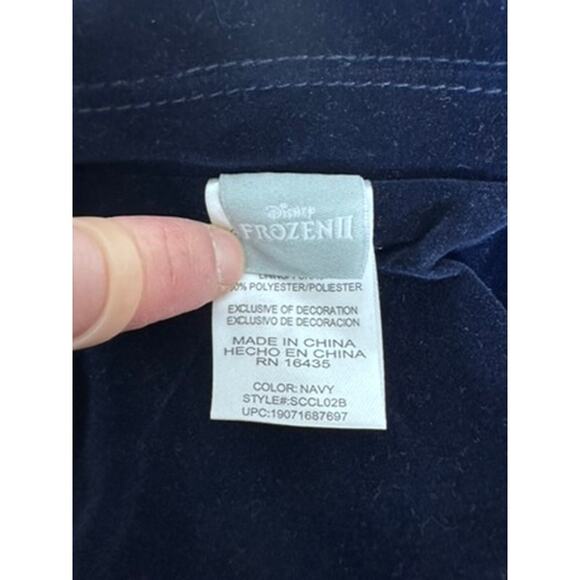 Disney
FROZEN II
% POLYESTER/POLIESTER
EXCLUSIVE OF DECORATION
EXCLUSIVO DE DECORACION
MADE IN CHINA
HECHO EN CHINA
RN 16435
COLOR: NAVY
STYLE#:SCCL02B
UPC:19071687697